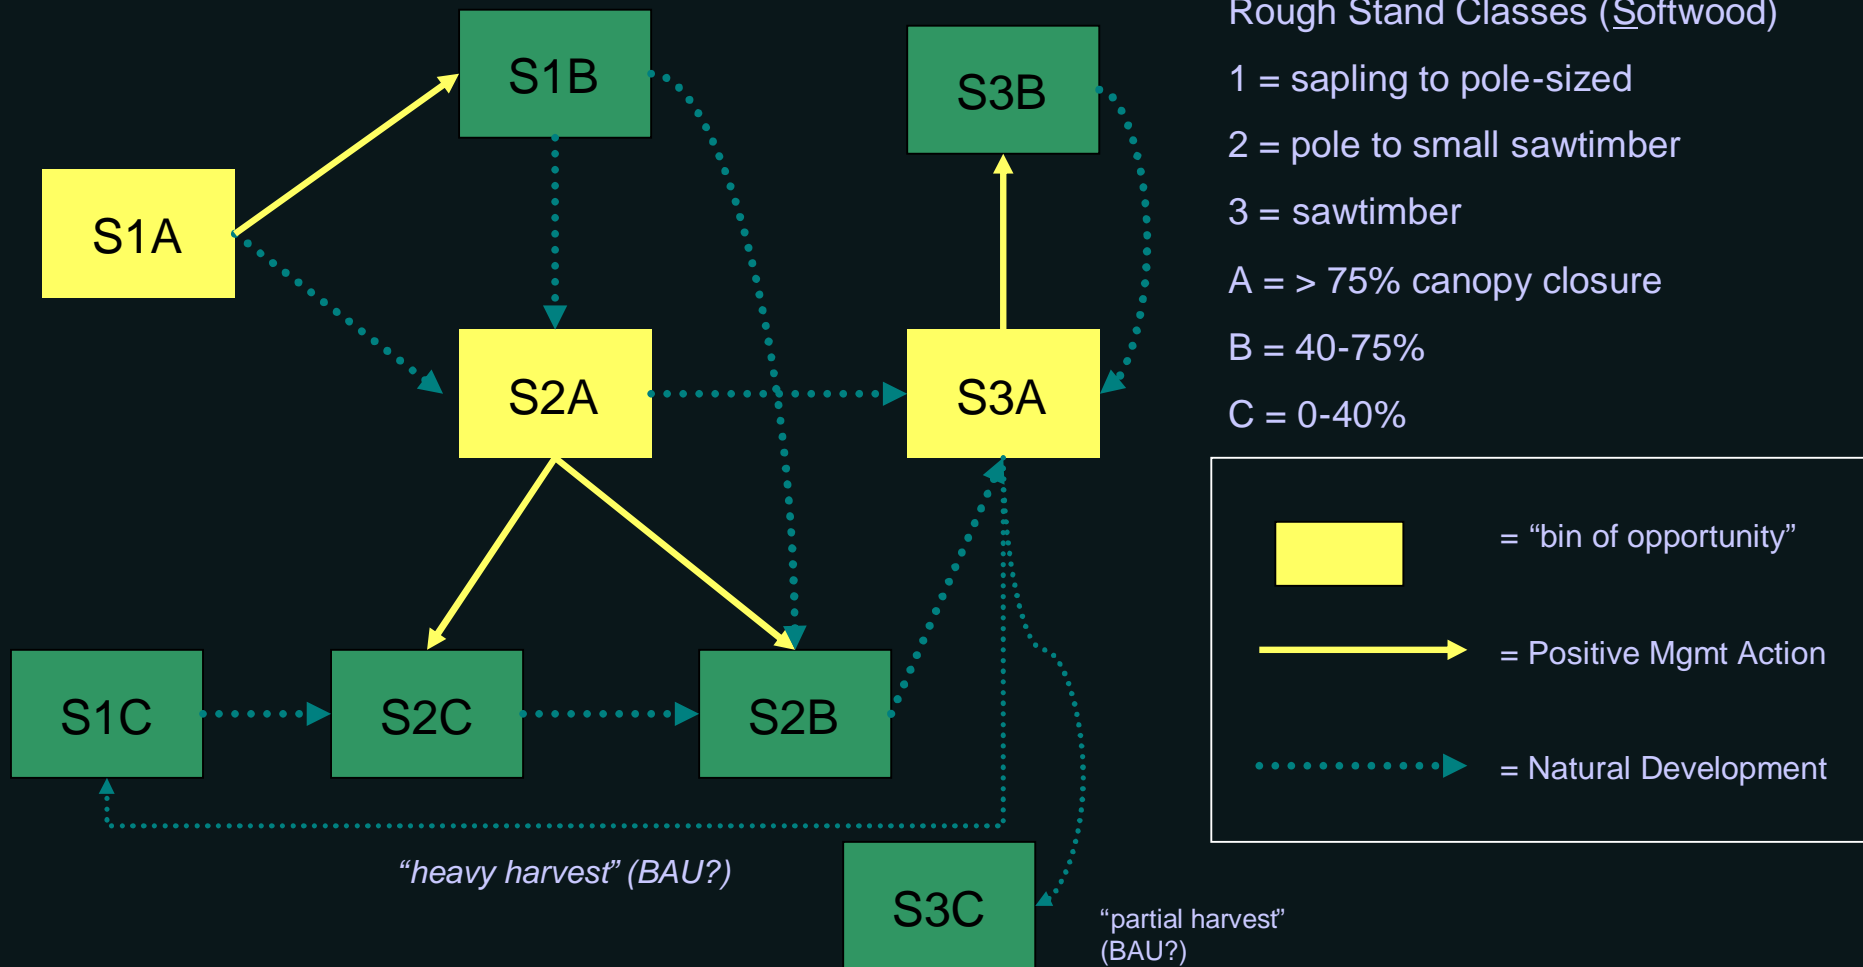 Rough Stand Classes (Softwood)
1 = sapling to pole-sized
2 = pole to small sawtimber
3 = sawtimber
A = > 75% canopy closure
B = 40-75%
C = 0-40%
S1B
S3B
S1A
S2A
S3A
S1C
S2C
S2B
S3C
“heavy harvest” (BAU?)
“partial harvest”
(BAU?)
= “bin of opportunity”
= Positive Mgmt Action
= Natural Development